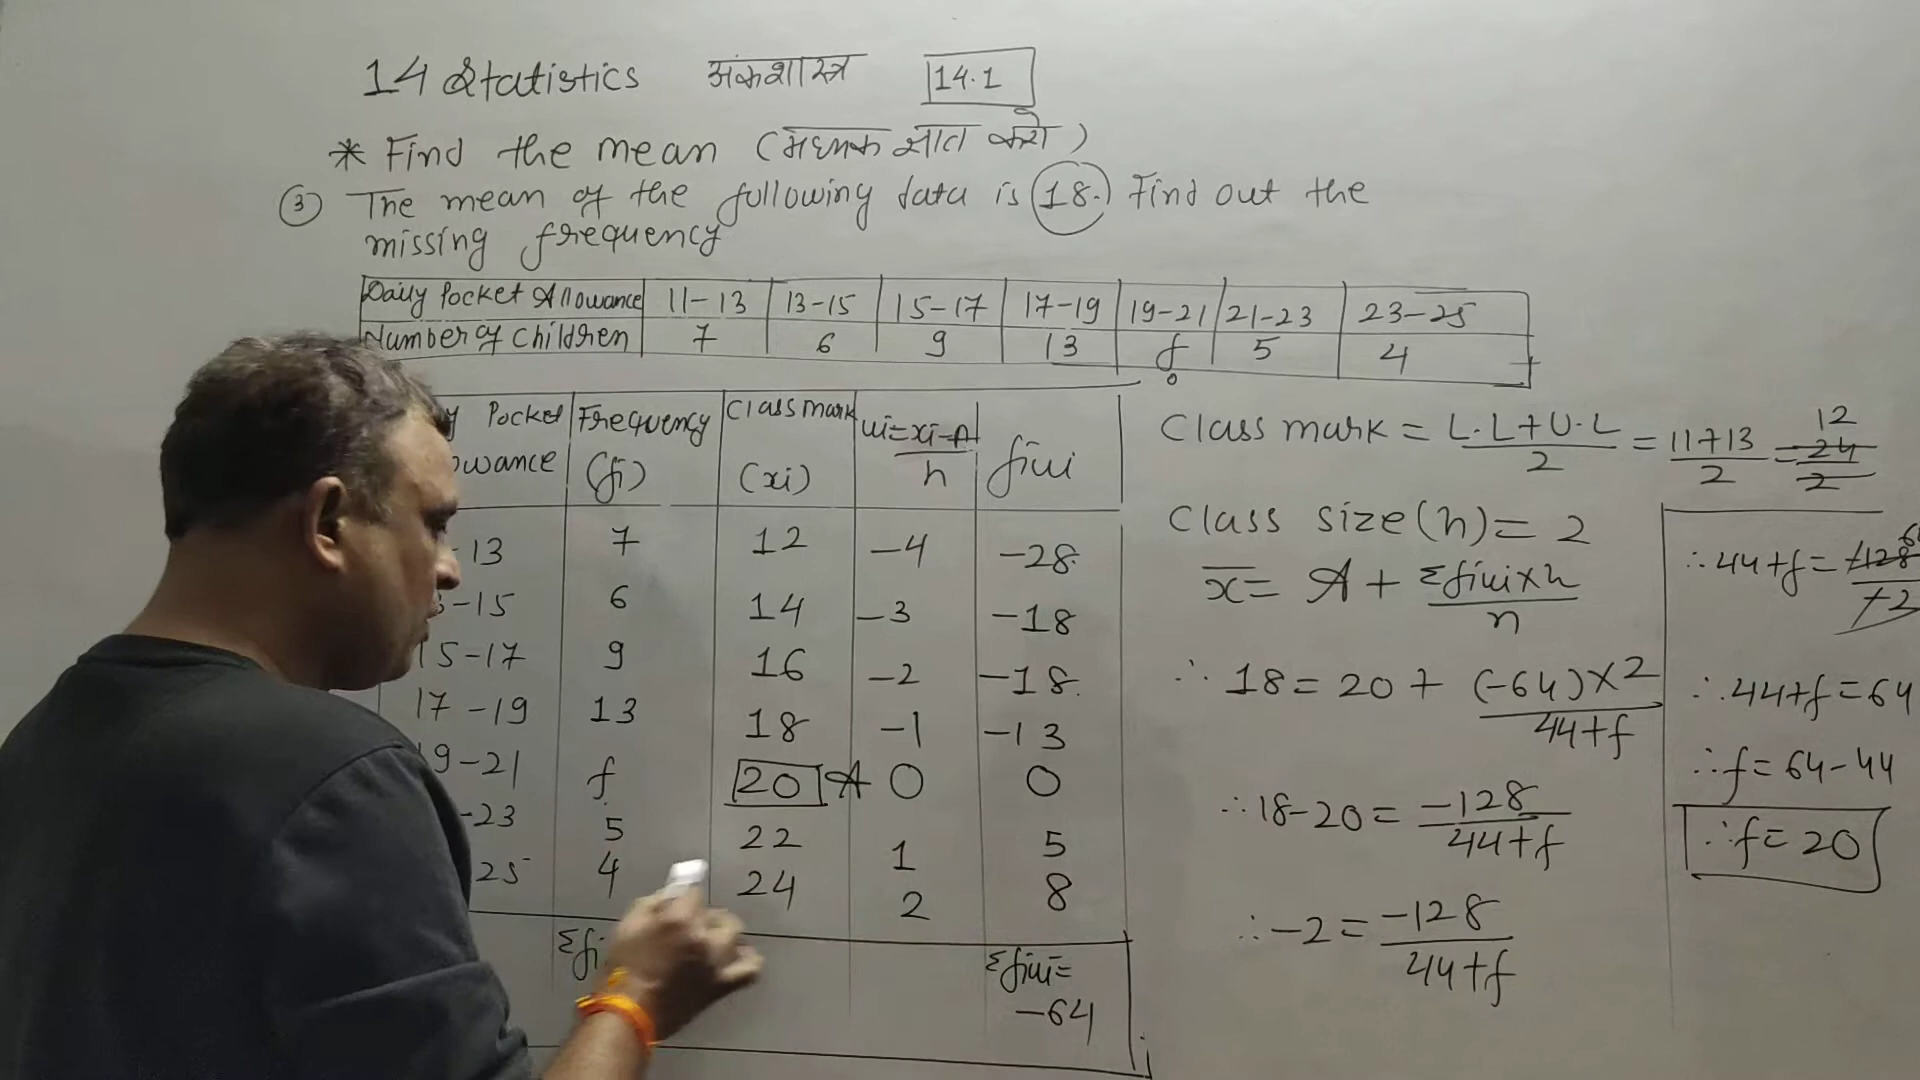 14 Statistics अंकशास्त्र 14.1
* Find the mean (मध्यक ज्ञात करो)
③ The mean of the following data is 18. Find out the
missing frequency
Daily Pocket Allowance 11-13 13-15 15-17 17-19 19-21 21-23 23-25
Number of Children 7 6 9 13 f 5 4
Pocket Frequency (fi) Class mark (xi) ui=xi-A/h fiui
owance
-13 7 12 -4 -28
-15 6 14 -3 -18
15-17 9 16 -2 -18
17-19 13 18 -1 -13
9-21 f 20 A 0 0
-23 5 22 1 5
25 4 24 2 8
Σfi Σfiui=
-64
Class mark = L.L+U.L/2 = 11+13/2 = 24/2 12
Class size (h) = 2
x̄ = A + Σfiui×h/n
∴ 18 = 20 + (-64)×2/44+f
∴ 18-20 = -128/44+f
∴ -2 = -128/44+f
∴ 44+f = -128/-2
∴ 44+f = 64
∴ f = 64-44
∴ f = 20